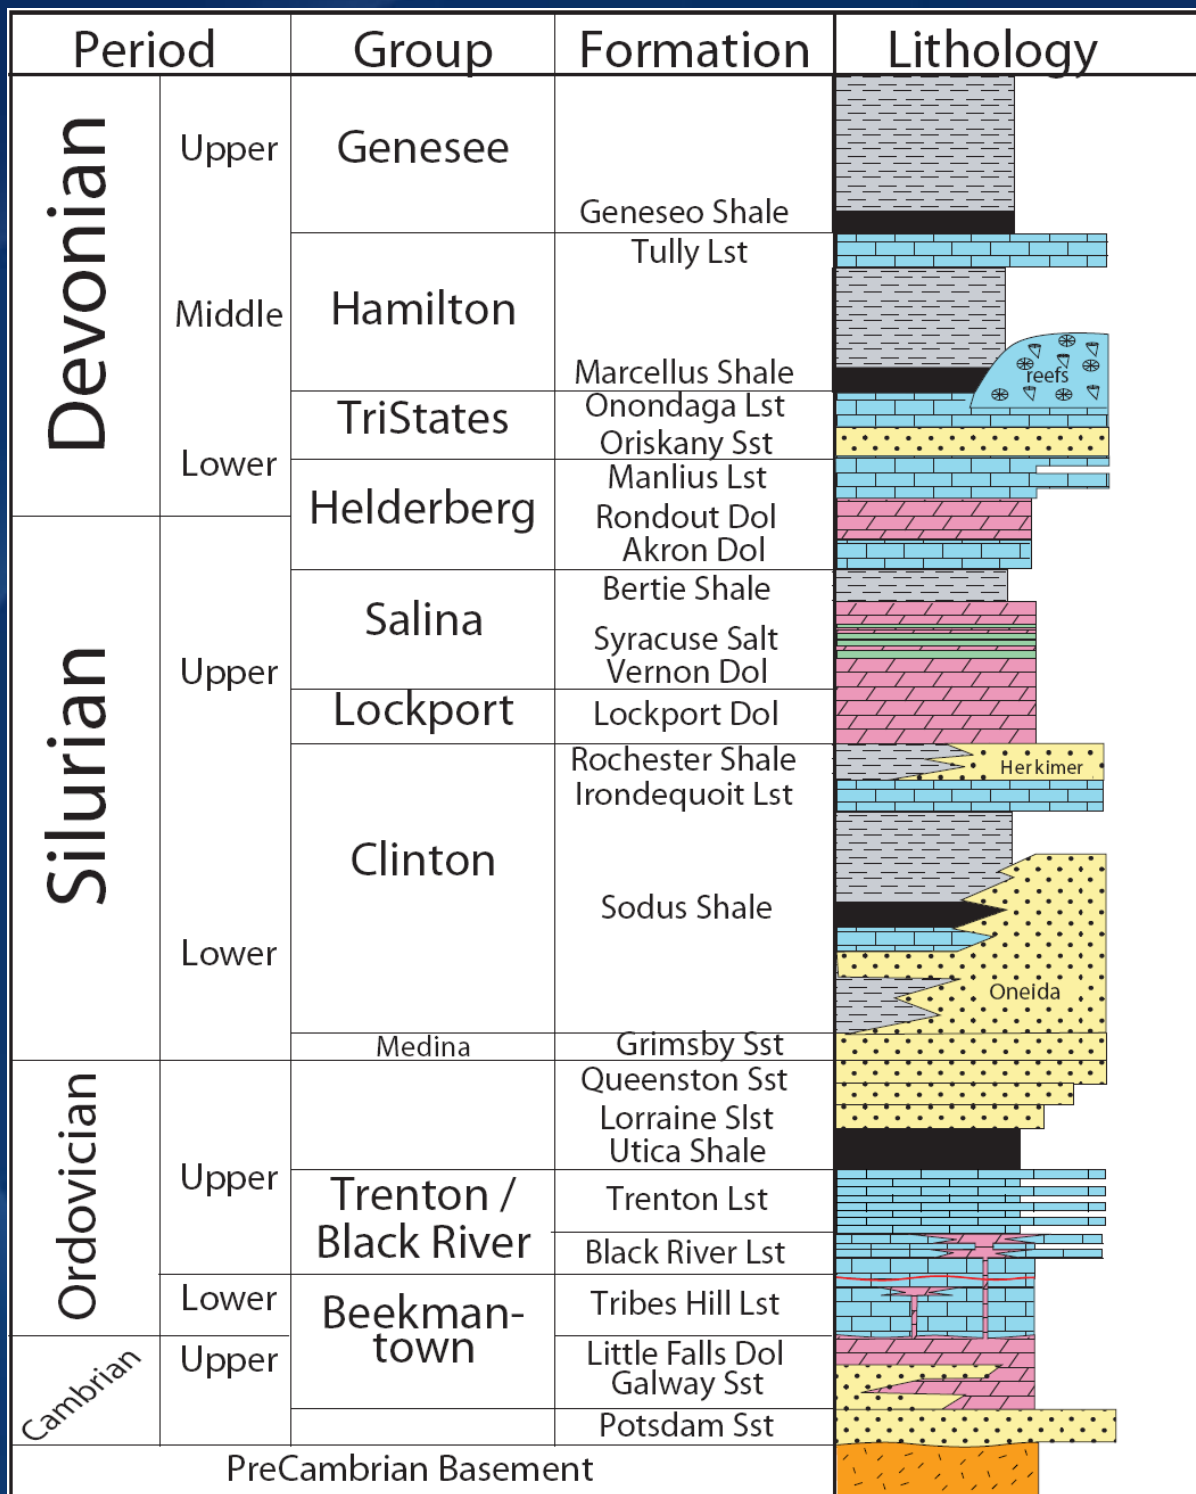 Period Group Formation Lithology
Devonian
Upper
Genesee
Geneseo Shale
Tully Lst
Middle
Hamilton
Marcellus Shale
reefs
TriStates
Onondaga Lst
Oriskany Sst
Lower
Helderberg
Manlius Lst
Rondout Dol
Akron Dol
Silurian
Upper
Salina
Bertie Shale
Syracuse Salt
Vernon Dol
Lockport
Lockport Dol
Clinton
Rochester Shale
Herkimer
Irondequoit Lst
Sodus Shale
Lower
Oneida
Medina
Grimsby Sst
Ordovician
Upper
Queenston Sst
Lorraine Slst
Utica Shale
Trenton /
Black River
Trenton Lst
Black River Lst
Lower
Beekman-
town
Tribes Hill Lst
Cambrian
Upper
Little Falls Dol
Galway Sst
Potsdam Sst
PreCambrian Basement